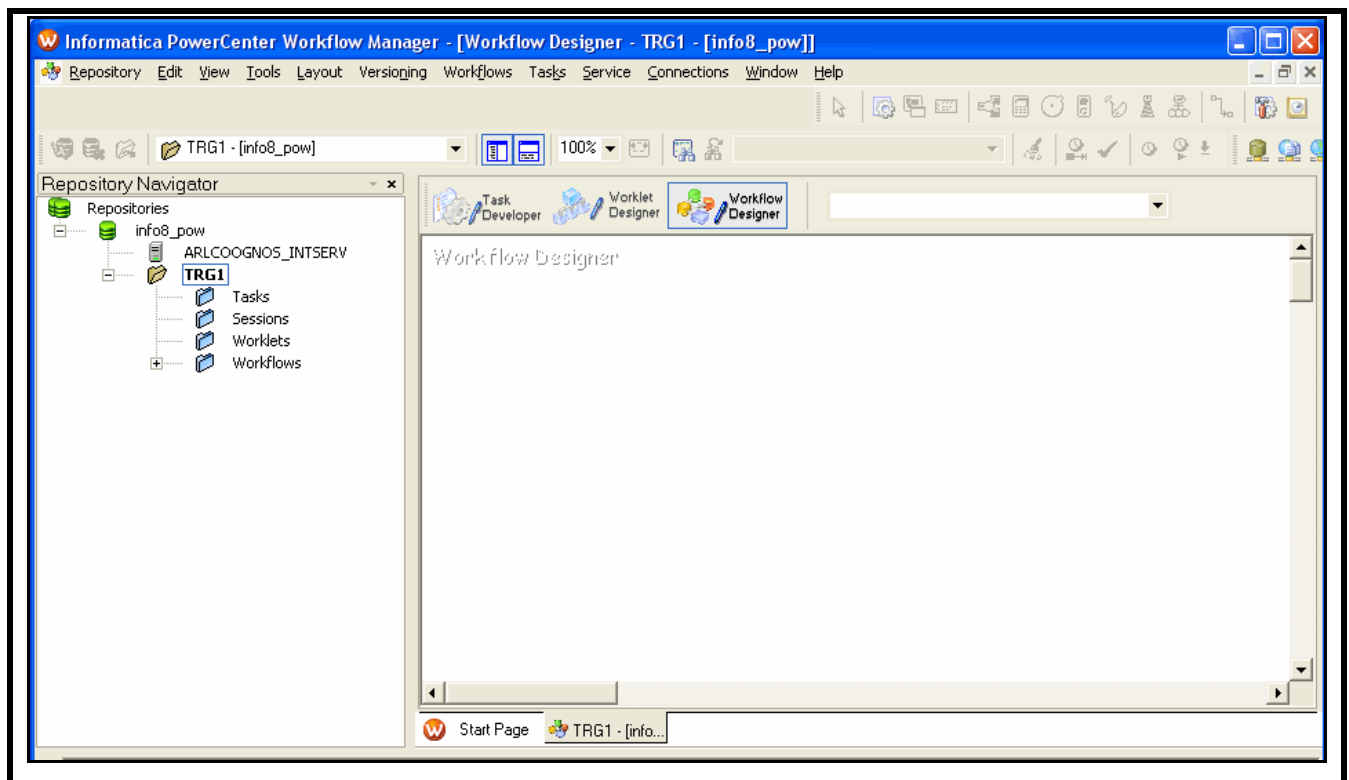 Informatica PowerCenter Workflow Manager - [Workflow Designer - TRG1 - [info8_pow]]
Repository Edit View Tools Layout Versioning Workflows Tasks Service Connections Window Help
TRG1 - [info8_pow] 100%
Repository Navigator
Repositories
info8_pow
ARLCOOGNOS_INTSERV
TRG1
Tasks
Sessions
Worklets
Workflows
Task Developer
Worklet Designer
Workflow Designer
Workflow Designer
Start Page TRG1 - [info...